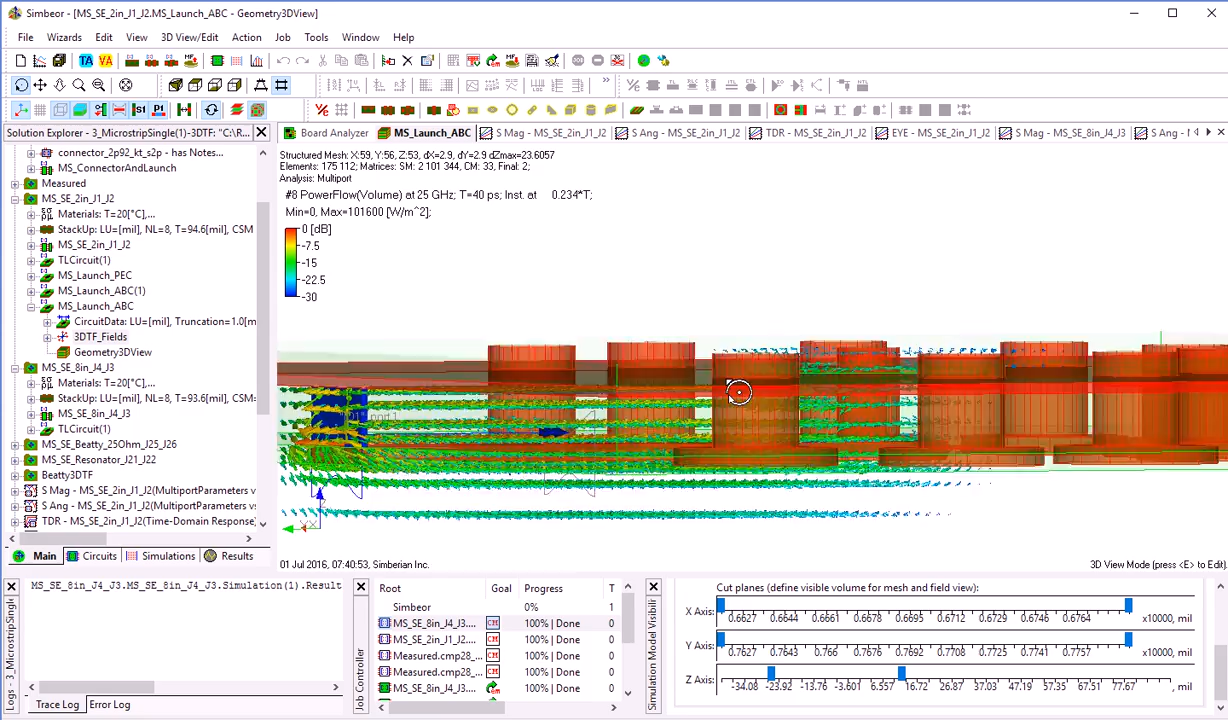 Simbeor - [MS_SE_2in_J1_J2.MS_Launch_ABC - Geometry3DView]
File Wizards Edit View 3D View/Edit Action Job Tools Window Help
Solution Explorer - 3_MicrostripSingle(1)-3DTF: "C:\R...
Board Analyzer MS_Launch_ABC S Mag - MS_SE_2in_J1_J2 S Ang - MS_SE_2in_J1_J2 TDR - MS_SE_2in_J1_J2 EYE - MS_SE_2in_J1_J2 S Mag - MS_SE_8in_J4_J3 S Ang -
connector_2p92_kt_s2p - has Notes...
MS_ConnectorAndLaunch
Measured
MS_SE_2in_J1_J2
Materials: T=20[°C],...
StackUp: LU=[mil], NL=8, T=94.6[mil], CSM
MS_SE_2in_J1_J2
TLCircuit(1)
MS_Launch_PEC
MS_Launch_ABC(1)
MS_Launch_ABC
CircuitData: LU=[mil], Truncation=1.0[m
3DTF_Fields
Geometry3DView
MS_SE_8in_J4_J3
Materials: T=20[°C],...
StackUp: LU=[mil], NL=8, T=93.6[mil], CSM=
MS_SE_8in_J4_J3
TLCircuit(1)
MS_SE_Beatty_25Ohm_J25_J26
MS_SE_Resonator_J21_J22
Beatty3DTF
S Mag - MS_SE_2in_J1_J2(MultiportParameters v
S Ang - MS_SE_2in_J1_J2(MultiportParameters v
TDR - MS_SE_2in_J1_J2(Time-Domain Response)
Main Circuits Simulations Results
Structured Mesh: X:59, Y:56, Z:53, dX=2.9, dY=2.9 dZmax=23.6057
Elements: 175 112; Matrices: SM: 2 101 344, CM: 33, Final: 2;
Analysis: Multiport
#8 PowerFlow(Volume) at 25 GHz; T=40 ps; Inst. at 0.234*T;
Min=0, Max=101600 [W/m^2];
0 [dB]
-7.5
-15
-22.5
-30
01 Jul 2016, 07:40:53, Simberian Inc.
3D View Mode (press <E> to Edit)
Logs - 3_MicrostripSingle
MS_SE_8in_J4_J3.MS_SE_8in_J4_J3.Simulation(1).Result
Trace Log Error Log
Job Controller
Root Goal Progress T
Simbeor 0% 1
MS_SE_8in_J4_J3.... CM 100% | Done 0
MS_SE_2in_J1_J2.... CM 100% | Done 0
Measured.cmp28_... CM 100% | Done 0
Measured.cmp28_... CM 100% | Done 0
MS_SE_8in_J4_J3.... 100% | Done 0
Simulation Model Visibili
Cut planes (define visible volume for mesh and field view):
X Axis: 0.6627 0.6644 0.6661 0.6678 0.6695 0.6712 0.6729 0.6746 0.6764 x10000, mil
Y Axis: 0.7627 0.7643 0.766 0.7676 0.7692 0.7708 0.7725 0.7741 0.7757 x10000, mil
Z Axis: -34.08 -23.92 -13.76 -3.601 6.557 16.72 26.87 37.03 47.19 57.35 67.51 77.67 , mil